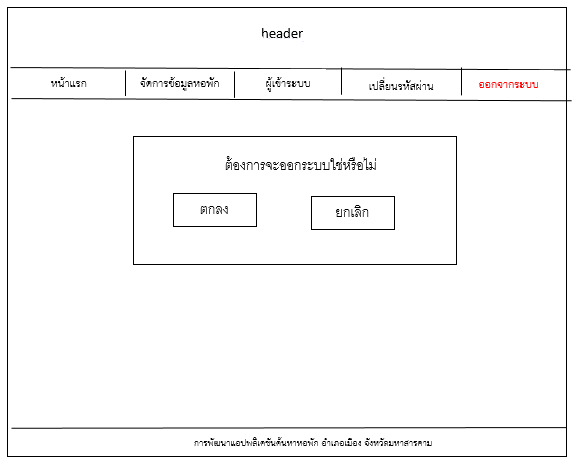 header
หน้าแรก จัดการข้อมูลหอพัก ผู้เข้าระบบ เปลี่ยนรหัสผ่าน ออกจากระบบ
ต้องการจะออกระบบใช่หรือไม่
ตกลง ยกเลิก
การพัฒนาแอปพลิเคชันค้นหาหอพัก อำเภอเมือง จังหวัดมหาสารคาม